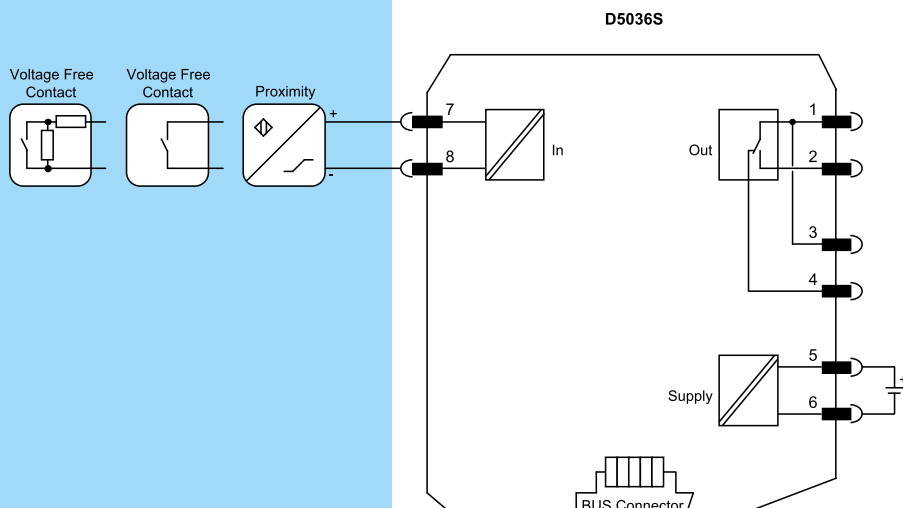 D5036S
Voltage Free
Contact
Voltage Free
Contact
Proximity
+
-
7
8
In
Out
1
2
3
4
Supply
5
6
+
BUS Connector